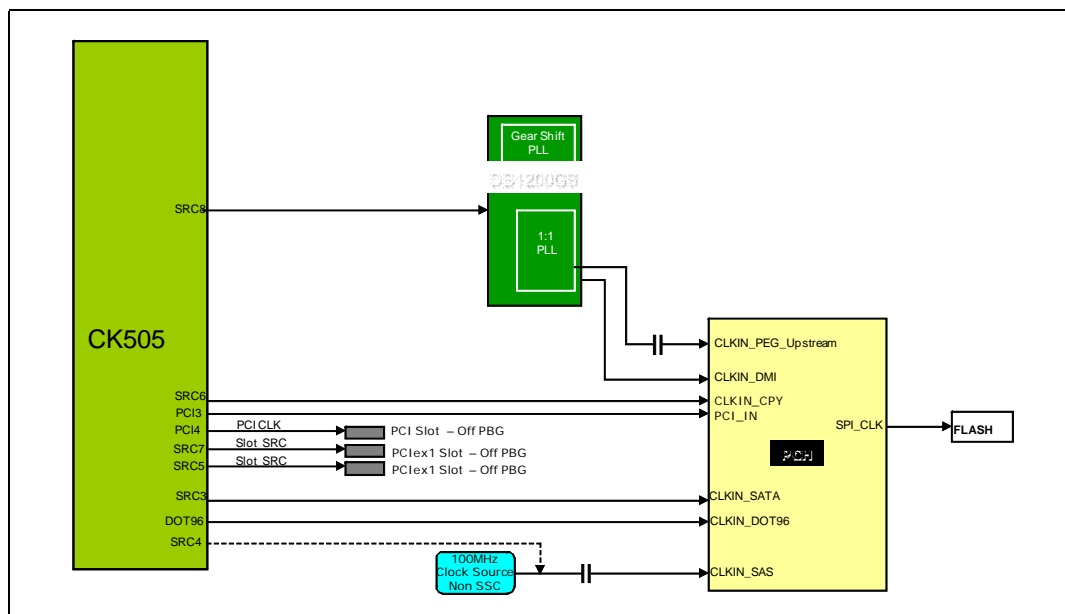 Gear Shift
PLL
DB1200GS
SRC8
1:1
PLL
CK505
CLKIN_PEG_Upstream
CLKIN_DMI
SRC6
CLKIN_CPY
PCI3
PCI_IN
PCI4
PCI CLK
PCI Slot – Off PBG
SPI_CLK
FLASH
SRC7
Slot SRC
PCIex1 Slot – Off PBG
PCH
SRC5
Slot SRC
PCIex1 Slot – Off PBG
SRC3
CLKIN_SATA
DOT96
CLKIN_DOT96
SRC4
100MHz
Clock Source
Non SSC
CLKIN_SAS